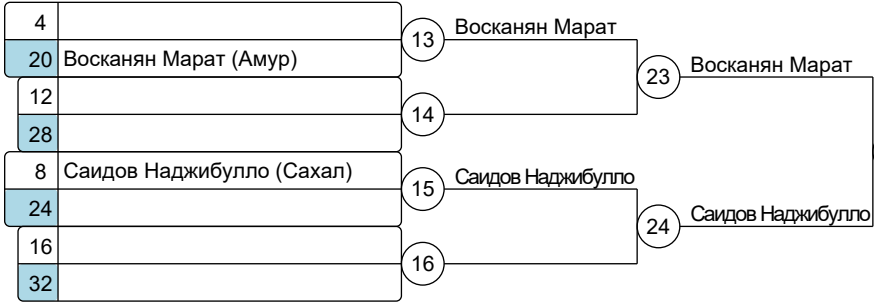 4
13 Восканян Марат
20 Восканян Марат (Амур)
23 Восканян Марат
12
14
28
8 Саидов Наджибулло (Сахал)
15 Саидов Наджибулло
24
24 Саидов Наджибулло
16
16
32